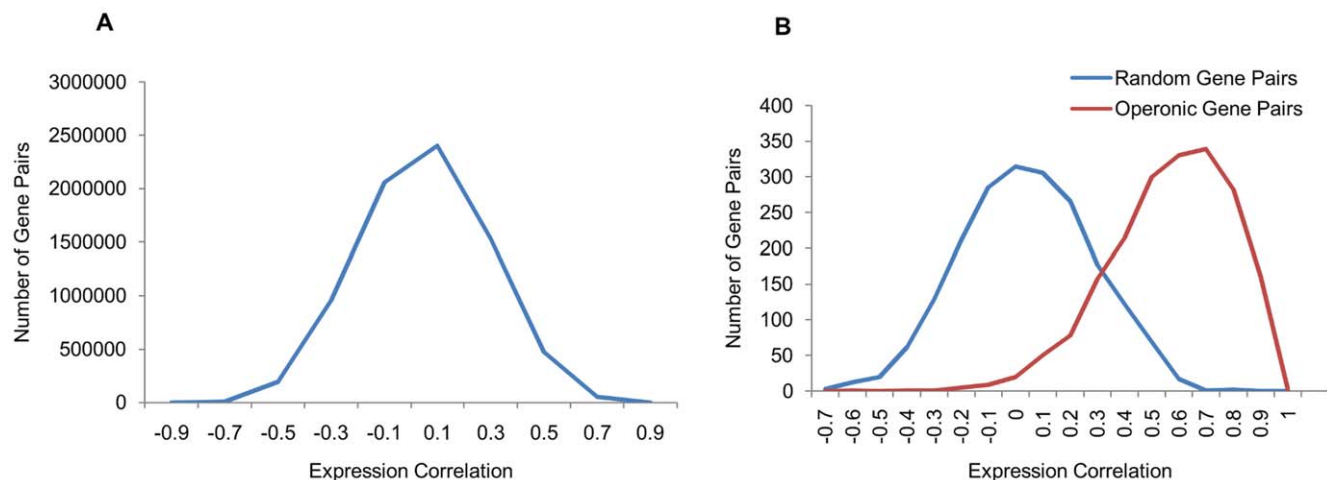 A
3000000
2500000
2000000
1500000
1000000
500000
0
Number of Gene Pairs
-0.9 -0.7 -0.5 -0.3 -0.1 0.1 0.3 0.5 0.7 0.9
Expression Correlation
B
Random Gene Pairs
Operonic Gene Pairs
400
350
300
250
200
150
100
50
0
Number of Gene Pairs
-0.7 -0.6 -0.5 -0.4 -0.3 -0.2 -0.1 0 0.1 0.2 0.3 0.4 0.5 0.6 0.7 0.8 0.9 1
Expression Correlation